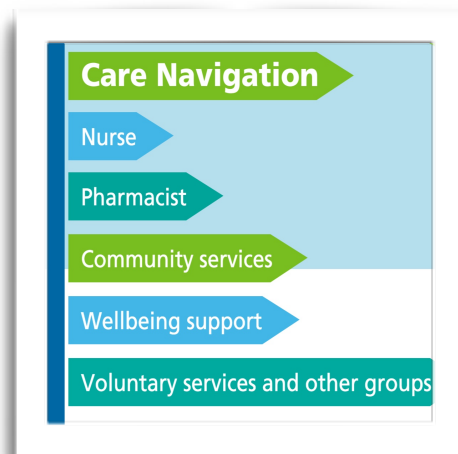 Care Navigation
Nurse
Pharmacist
Community services
Wellbeing support
Voluntary services and other groups